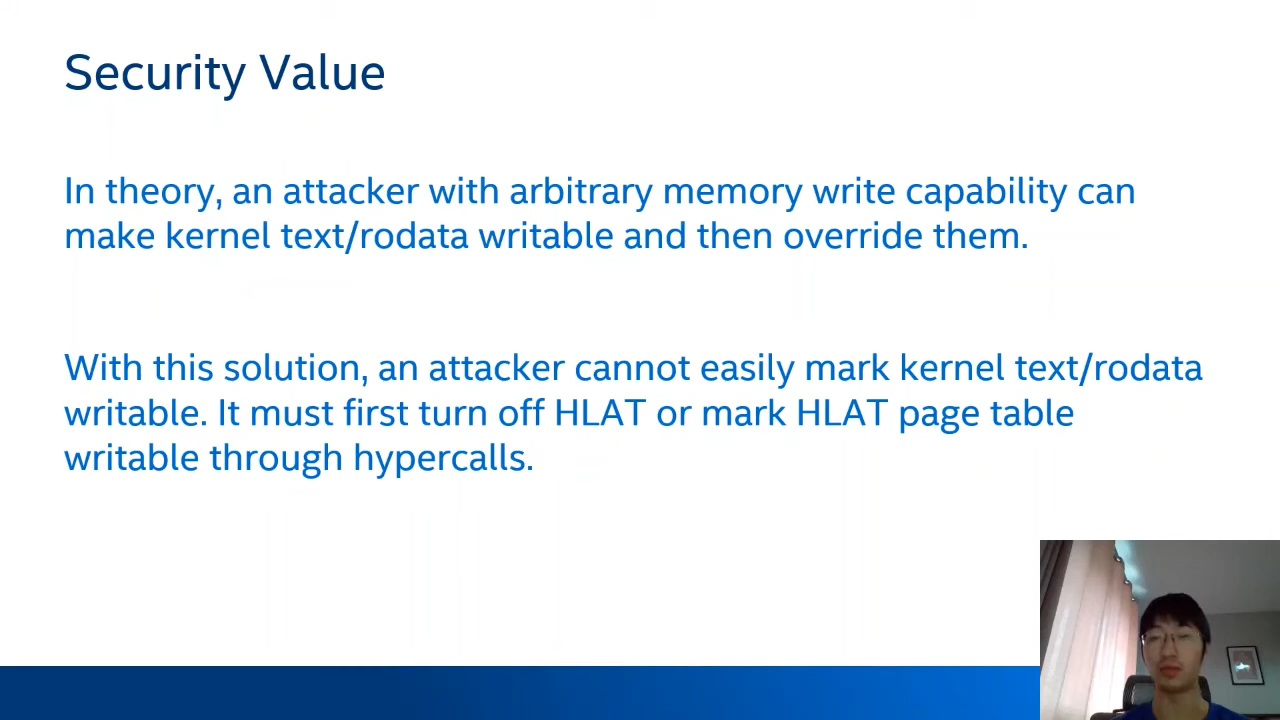 Security Value
In theory, an attacker with arbitrary memory write capability can
make kernel text/rodata writable and then override them.
With this solution, an attacker cannot easily mark kernel text/rodata
writable. It must first turn off HLAT or mark HLAT page table
writable through hypercalls.